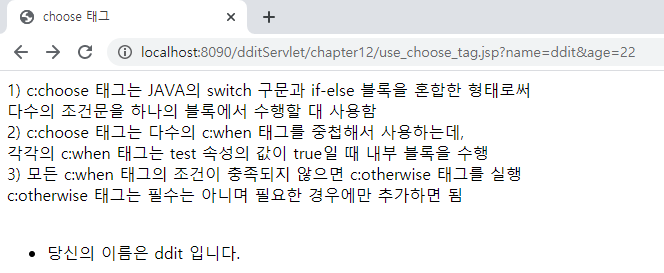 choose 태그
localhost:8090/dditServlet/chapter12/use_choose_tag.jsp?name=ddit&age=22
1) c:choose 태그는 JAVA의 switch 구문과 if-else 블록을 혼합한 형태로써
다수의 조건문을 하나의 블록에서 수행할 대 사용함
2) c:choose 태그는 다수의 c:when 태그를 중첩해서 사용하는데,
각각의 c:when 태그는 test 속성의 값이 true일 때 내부 블록을 수행
3) 모든 c:when 태그의 조건이 충족되지 않으면 c:otherwise 태그를 실행
c:otherwise 태그는 필수는 아니며 필요한 경우에만 추가하면 됨
• 당신의 이름은 ddit 입니다.